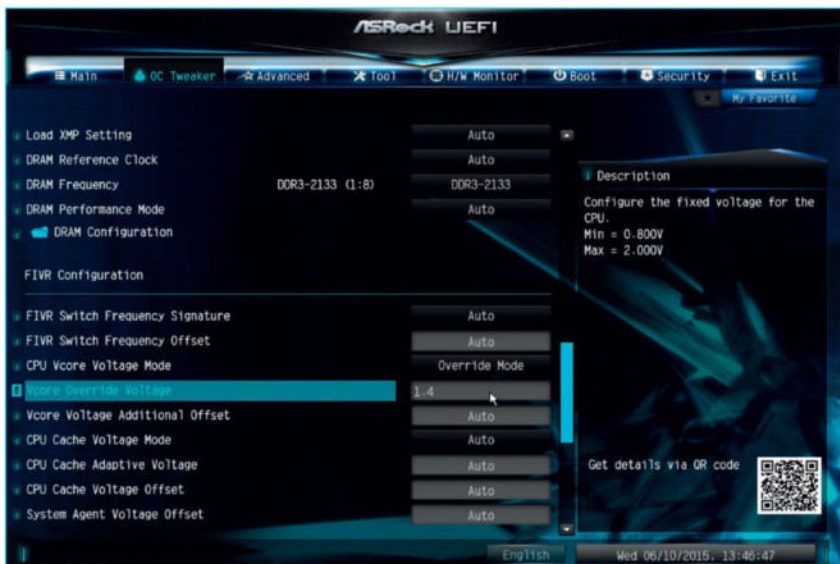 ASRock UEFI
Main OC Tweaker Advanced Tool H/W Monitor Boot Security Exit
My Favorite
Load XMP Setting Auto
DRAM Reference Clock Auto
DRAM Frequency DDR3-2133 (1:8) DDR3-2133
DRAM Performance Mode Auto
DRAM Configuration
FIVR Configuration
FIVR Switch Frequency Signature Auto
FIVR Switch Frequency Offset Auto
CPU Vcore Voltage Mode Override Mode
Vcore Override Voltage 1.4
Vcore Voltage Additional Offset Auto
CPU Cache Voltage Mode Auto
CPU Cache Adaptive Voltage Auto
CPU Cache Voltage Offset Auto
System Agent Voltage Offset Auto
Description
Configure the fixed voltage for the
CPU.
Min = 0.800V
Max = 2.000V
Get details via QR code
English Wed 06/10/2015. 13:46:47